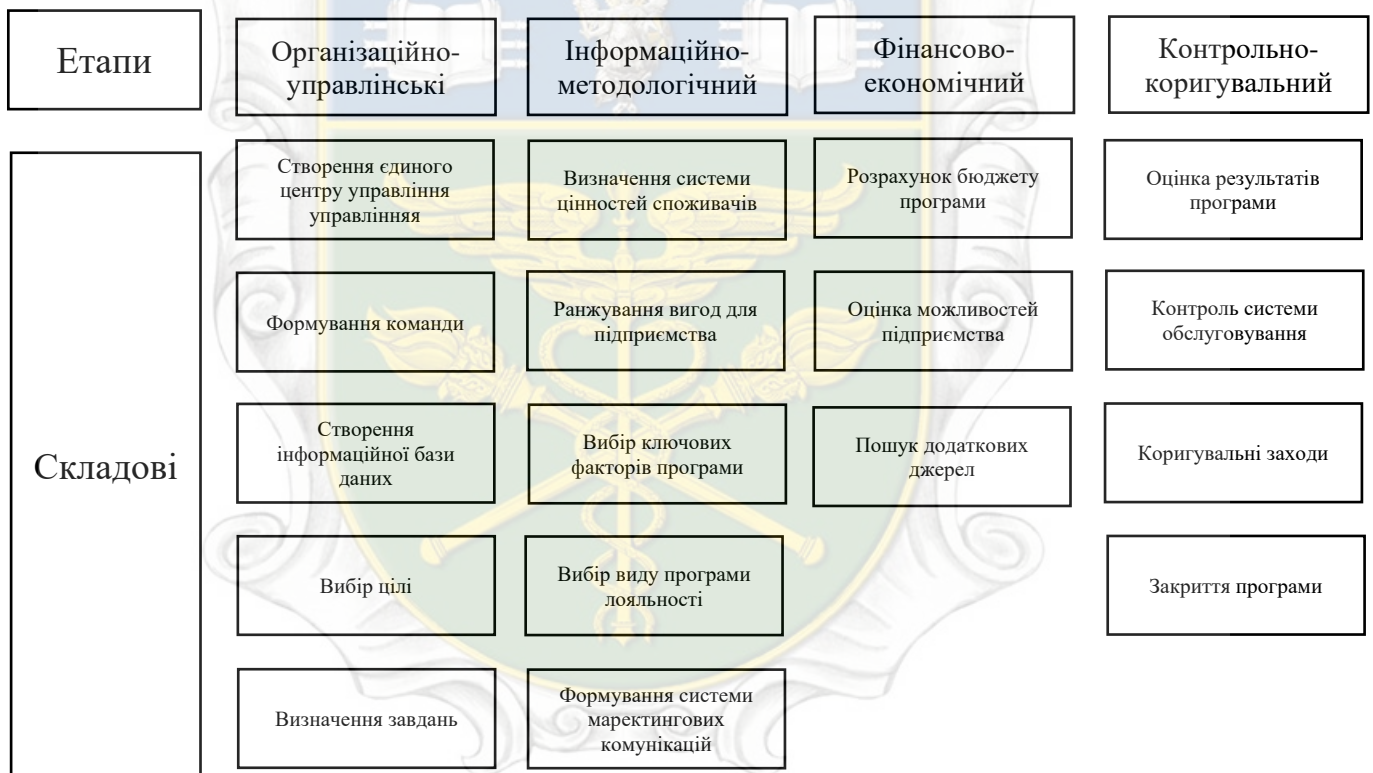 Етапи
Організаційно-
управлінські
Інформаційно-
методологічний
Фінансово-
економічний
Контрольно-
коригувальний
Складові
Створення єдиного
центру управління
управлінняя
Визначення системи
цінностей споживачів
Розрахунок бюджету
програми
Оцінка результатів
програми
Формування команди
Ранжування вигод для
підприємства
Оцінка можливостей
підприємства
Контроль системи
обслуговування
Створення
інформаційної бази
даних
Вибір ключових
факторів програми
Пошук додаткових
джерел
Коригувальні заходи
Вибір цілі
Вибір виду програми
лояльності
Закриття програми
Визначення завдань
Формування системи
маректингових
комунікацій